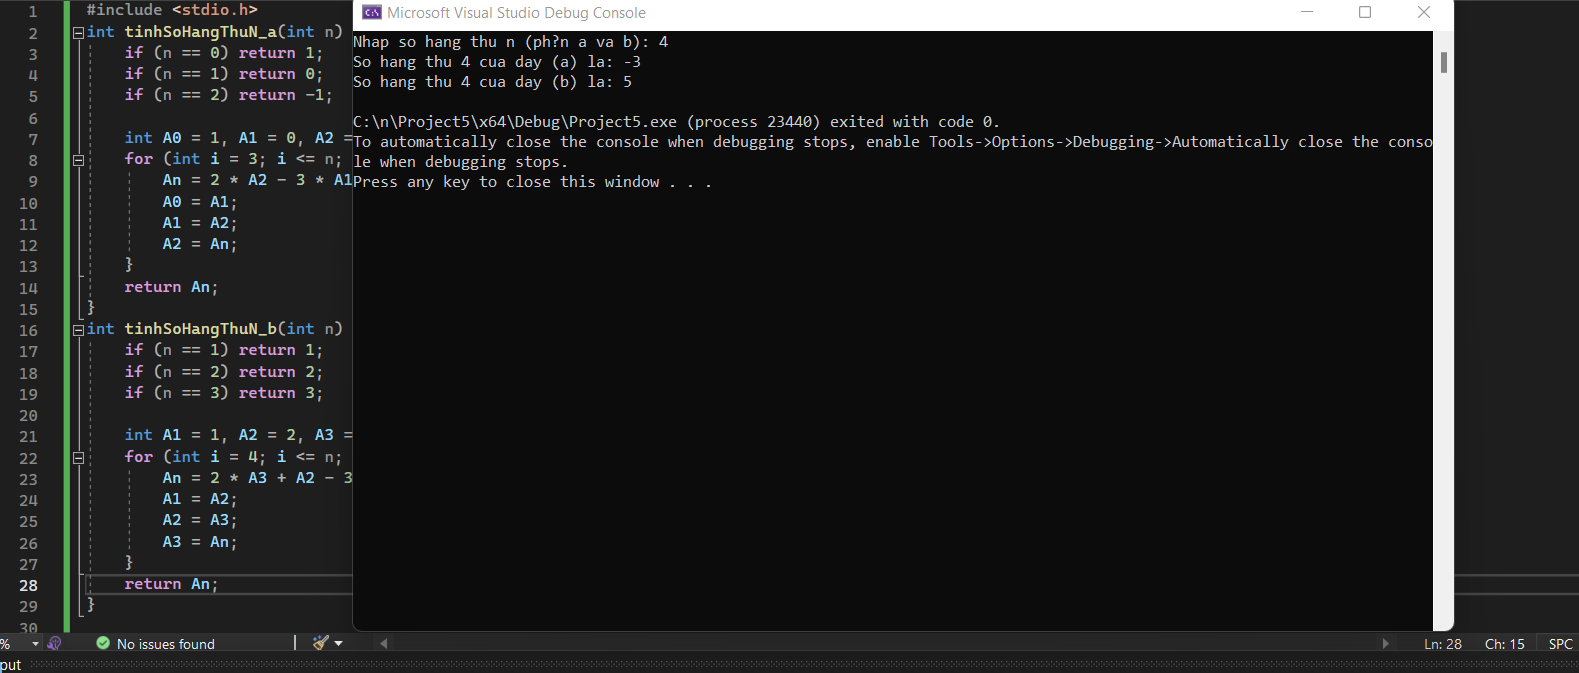 1 #include <stdio.h>
2 int tinhSoHangThuN_a(int n)
3 if (n == 0) return 1;
4 if (n == 1) return 0;
5 if (n == 2) return -1;
6
7 int A0 = 1, A1 = 0, A2 =
8 for (int i = 3; i <= n;
9 An = 2 * A2 - 3 * A1
10 A0 = A1;
11 A1 = A2;
12 A2 = An;
13 }
14 return An;
15 }
16 int tinhSoHangThuN_b(int n)
17 if (n == 1) return 1;
18 if (n == 2) return 2;
19 if (n == 3) return 3;
20
21 int A1 = 1, A2 = 2, A3 =
22 for (int i = 4; i <= n;
23 An = 2 * A3 + A2 - 3
24 A1 = A2;
25 A2 = A3;
26 A3 = An;
27 }
28 return An;
29 }
30
Microsoft Visual Studio Debug Console
Nhap so hang thu n (ph?n a va b): 4
So hang thu 4 cua day (a) la: -3
So hang thu 4 cua day (b) la: 5
C:\n\Project5\x64\Debug\Project5.exe (process 23440) exited with code 0.
To automatically close the console when debugging stops, enable Tools->Options->Debugging->Automatically close the conso
le when debugging stops.
Press any key to close this window . . .
% No issues found Ln: 28 Ch: 15 SPC
put